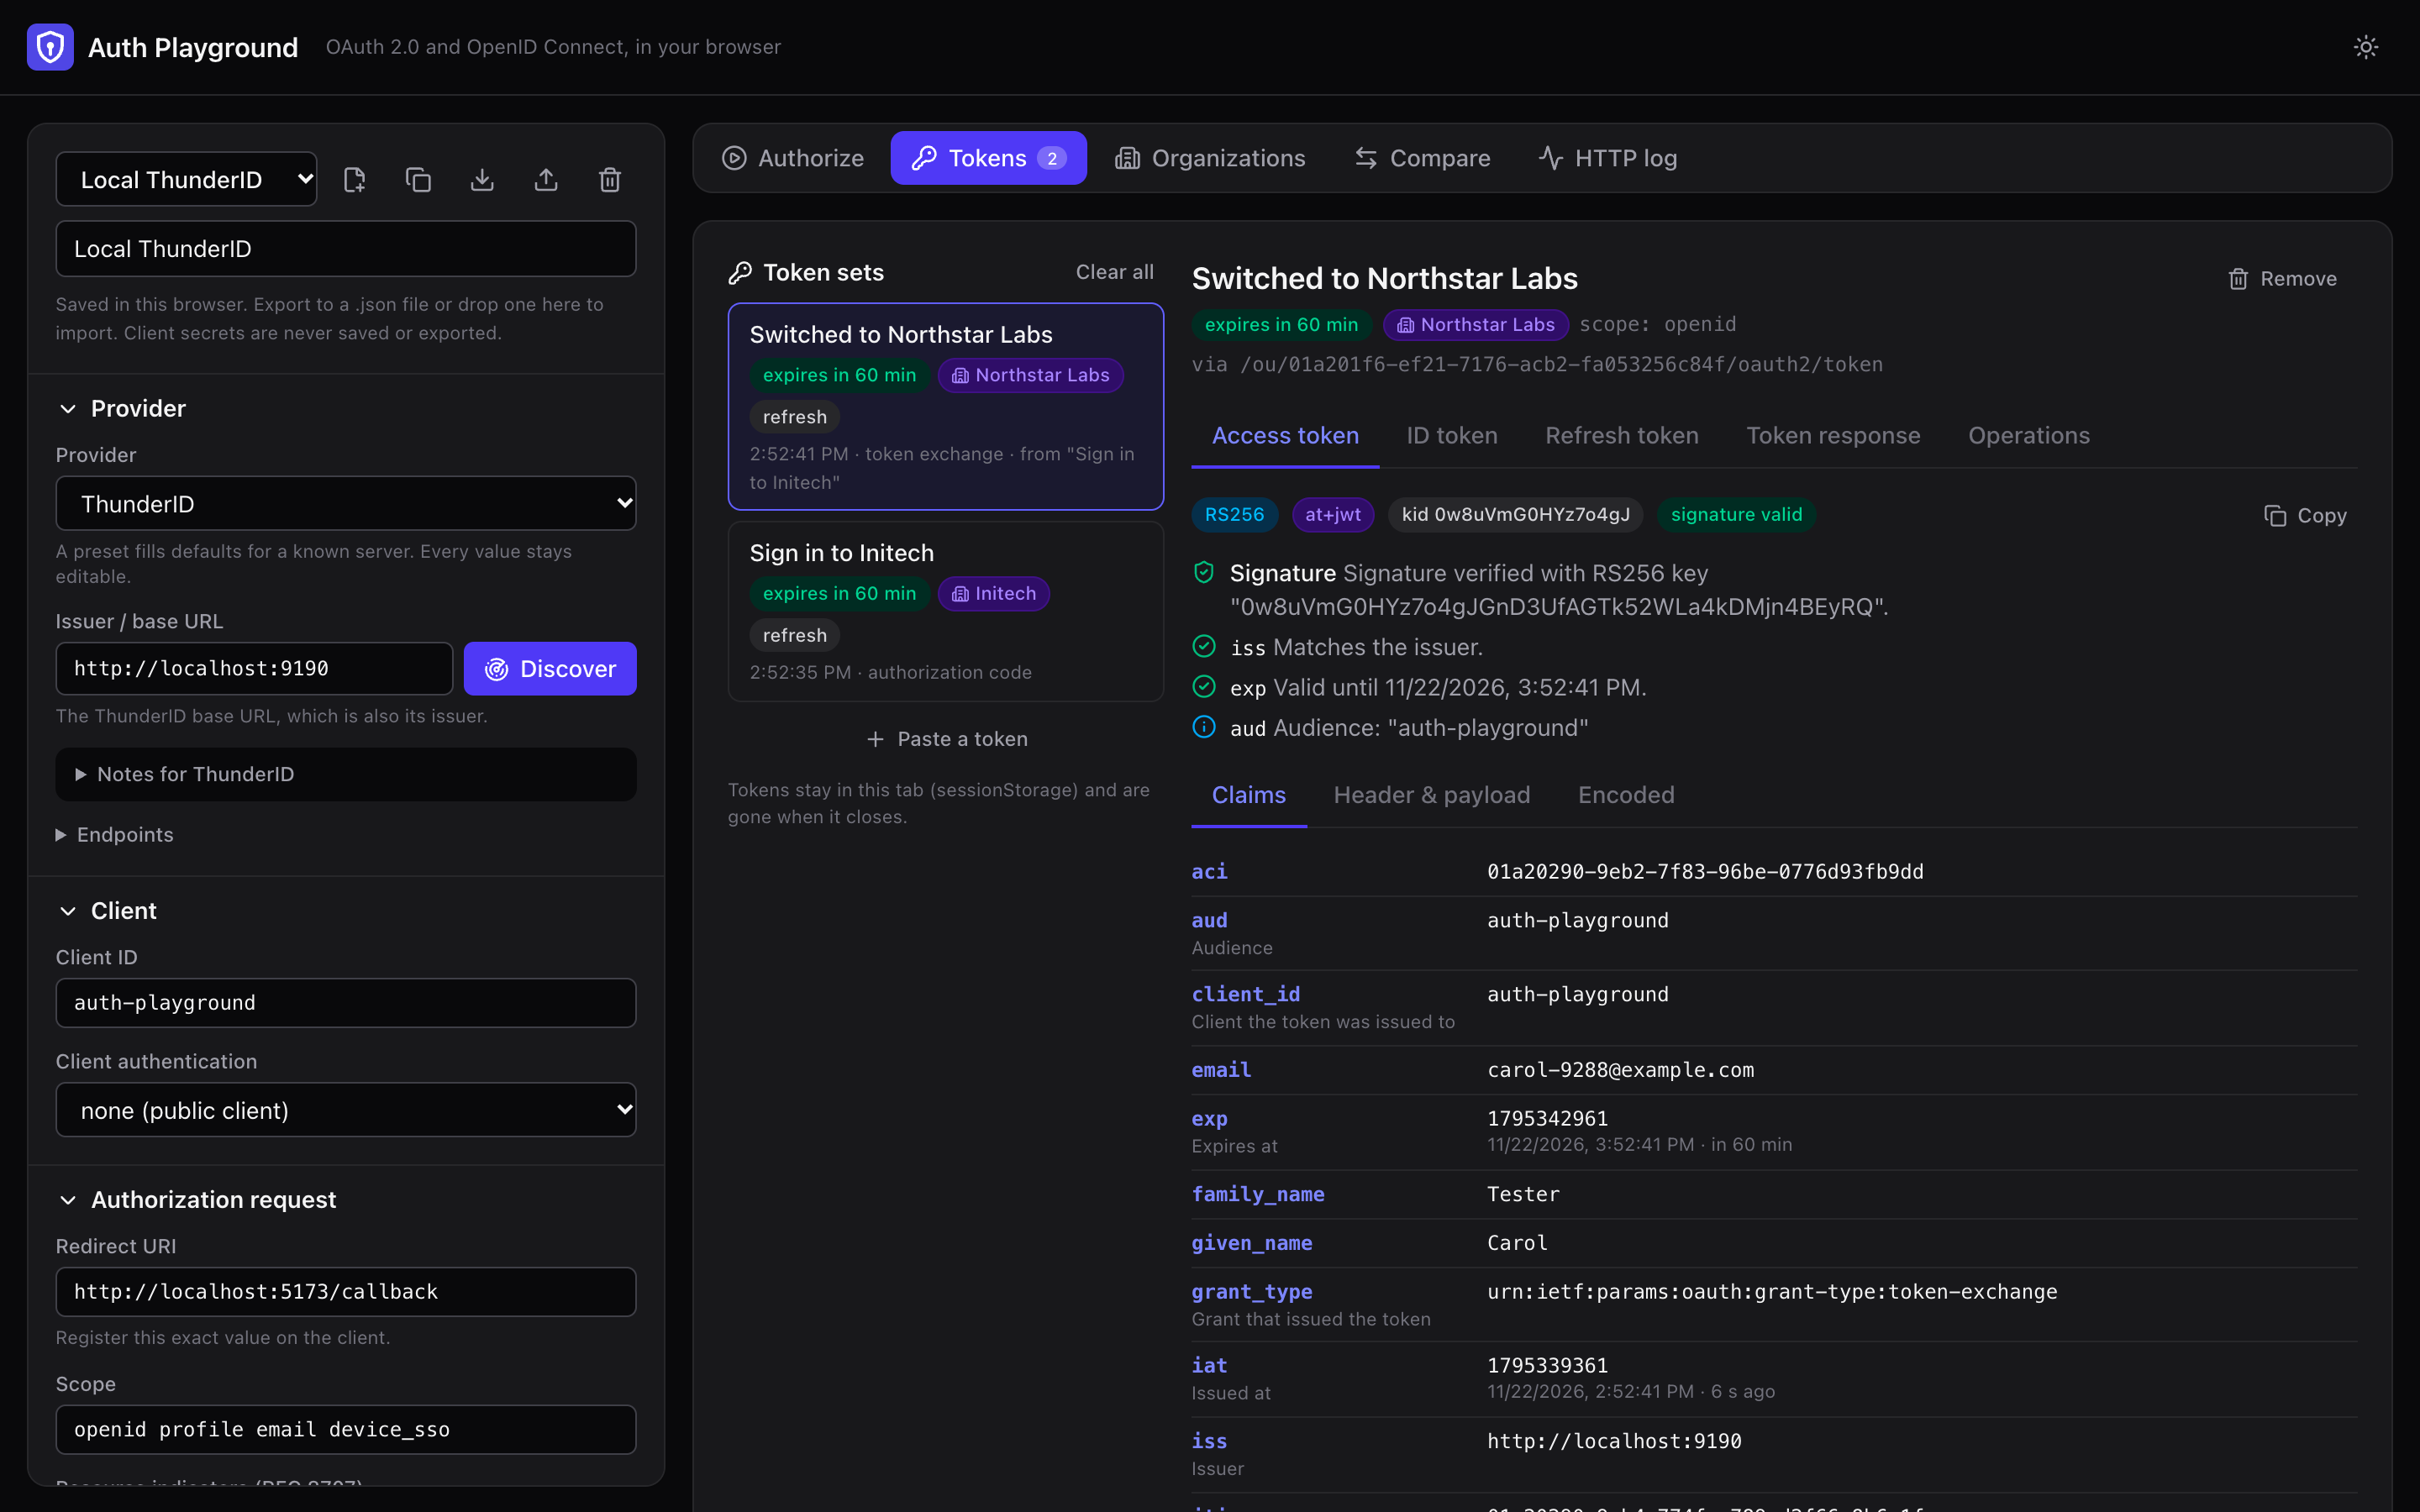 Auth Playground
OAuth 2.0 and OpenID Connect, in your browser
Local ThunderID
Local ThunderID
Saved in this browser. Export to a .json file or drop one here to
import. Client secrets are never saved or exported.
Provider
Provider
ThunderID
A preset fills defaults for a known server. Every value stays
editable.
Issuer / base URL
http://localhost:9190
Discover
The ThunderID base URL, which is also its issuer.
Notes for ThunderID
Endpoints
Client
Client ID
auth-playground
Client authentication
none (public client)
Authorization request
Redirect URI
http://localhost:5173/callback
Register this exact value on the client.
Scope
openid profile email device_sso
Authorize
Tokens 2
Organizations
Compare
HTTP log
Token sets
Clear all
Switched to Northstar Labs
expires in 60 min
Northstar Labs
refresh
2:52:41 PM · token exchange · from "Sign in
to Initech"
Sign in to Initech
expires in 60 min
Initech
refresh
2:52:35 PM · authorization code
Paste a token
Tokens stay in this tab (sessionStorage) and are
gone when it closes.
Switched to Northstar Labs
Remove
expires in 60 min
Northstar Labs
scope: openid
via /ou/01a201f6-ef21-7176-acb2-fa053256c84f/oauth2/token
Access token
ID token
Refresh token
Token response
Operations
RS256
at+jwt
kid 0w8uVmG0HYz7o4gJ
signature valid
Copy
Signature Signature verified with RS256 key
"0w8uVmG0HYz7o4gJGnD3UfAGTk52WLa4kDMjn4BEyRQ".
iss Matches the issuer.
exp Valid until 11/22/2026, 3:52:41 PM.
aud Audience: "auth-playground"
Claims
Header & payload
Encoded
aci
01a20290-9eb2-7f83-96be-0776d93fb9dd
aud
auth-playground
Audience
client_id
auth-playground
Client the token was issued to
email
carol-9288@example.com
exp
1795342961
Expires at
11/22/2026, 3:52:41 PM · in 60 min
family_name
Tester
given_name
Carol
grant_type
urn:ietf:params:oauth:grant-type:token-exchange
Grant that issued the token
iat
1795339361
Issued at
11/22/2026, 2:52:41 PM · 6 s ago
iss
http://localhost:9190
Issuer